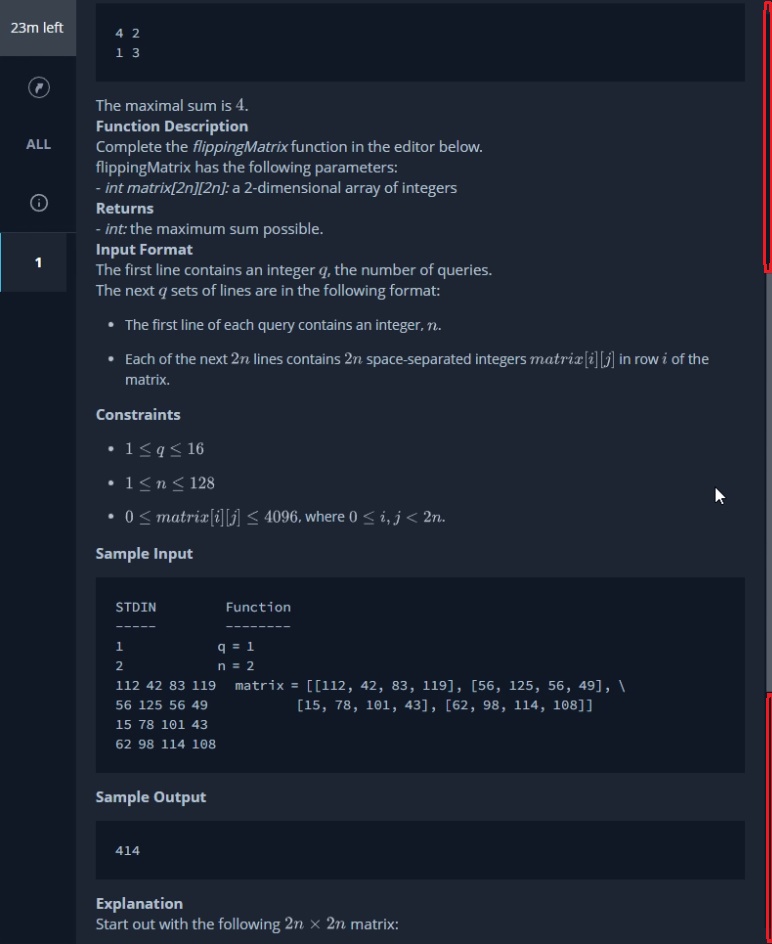 23m left
4 2
1 3
The maximal sum is 4.
Function Description
Complete the flippingMatrix function in the editor below.
flippingMatrix has the following parameters:
- int matrix[2n][2n]: a 2-dimensional array of integers
Returns
- int: the maximum sum possible.
Input Format
The first line contains an integer q, the number of queries.
The next q sets of lines are in the following format:
• The first line of each query contains an integer, n.
• Each of the next 2n lines contains 2n space-separated integers matrix[i][j] in row i of the
matrix.
Constraints
• 1 ≤ q ≤ 16
• 1 ≤ n ≤ 128
• 0 ≤ matrix[i][j] ≤ 4096, where 0 ≤ i, j < 2n.
Sample Input
STDIN Function
----- --------
1 q = 1
2 n = 2
112 42 83 119 matrix = [[112, 42, 83, 119], [56, 125, 56, 49], \
56 125 56 49 [15, 78, 101, 43], [62, 98, 114, 108]]
15 78 101 43
62 98 114 108
Sample Output
414
Explanation
Start out with the following 2n × 2n matrix:
ALL
1